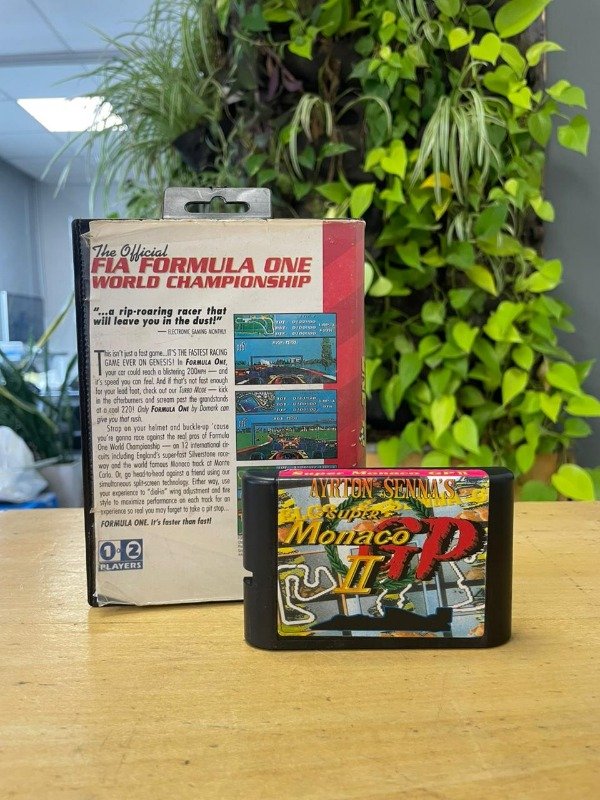 The Official
FIA FORMULA ONE
WORLD CHAMPIONSHIP
"...a rip-roaring racer that
will leave you in the dust!"
— ELECTRONIC GAMING MONTHLY
This isn't just a fast game...IT'S THE FASTEST RACING
GAME EVER ON GENESIS! In FORMULA ONE,
your car could reach a blistering 200MPH — and
it's speed you can feel. And if that's not fast enough
for your lead foot, check out our TURBO MODE — kick
in the afterburners and scream past the grandstands
at a cool 220! Only FORMULA ONE by Domark can
give you that rush.
Strap on your helmet and buckle-up 'cause
you're gonna race against the real pros of Formula
One World Championship — on 12 international cir-
cuits including England's super-fast Silverstone race-
way and the world famous Monaco track at Monte
Carlo. Or, go head-to-head against a friend using our
simultaneous split-screen technology. Either way, use
your experience to "dial-in" wing adjustment and tire
style to maximize performance on each track for an
experience so real you may forget to take a pit stop...
FORMULA ONE. It's faster than fast!
1 OR 2
PLAYERS
Super Monaco GP II
AYRTON SENNA'S
Super
Monaco GP
II